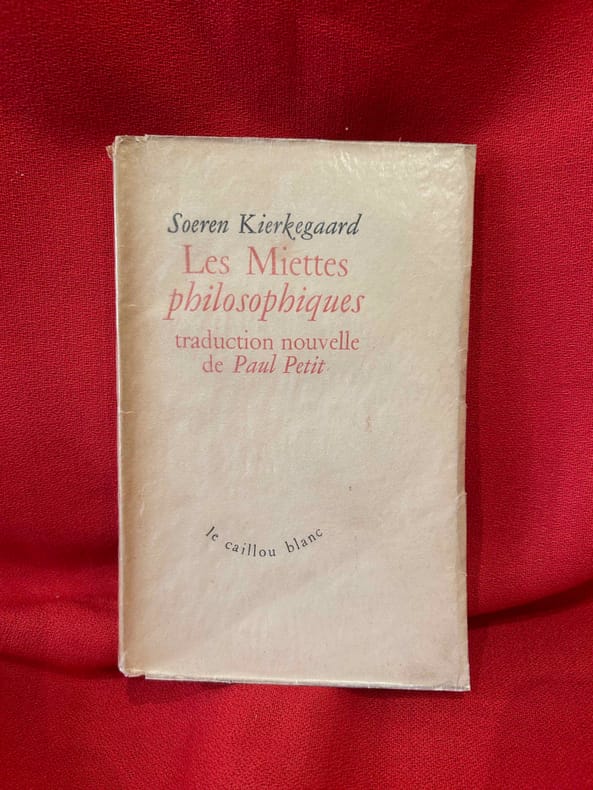 Soeren Kierkegaard
Les Miettes
philosophiques
traduction nouvelle
de Paul Petit
le caillou blanc